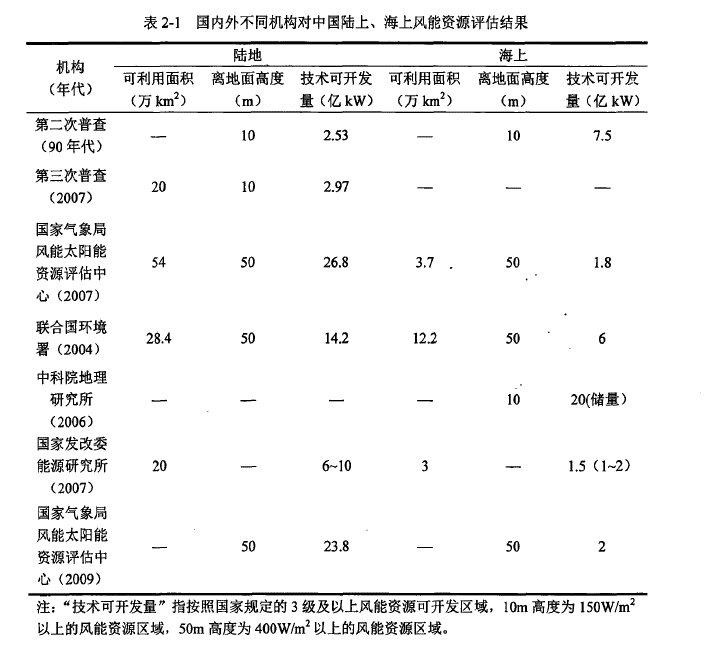 表 2-1 国内外不同机构对中国陆上、海上风能资源评估结果
机构
（年代）
陆地
海上
可利用面积
（万 km²）
离地面高度
（m）
技术可开发
量（亿 kW）
可利用面积
（万 km²）
离地面高度
（m）
技术可开发
量（亿 kW）
第二次普查
（90 年代）
—
10
2.53
—
10
7.5
第三次普查
（2007）
20
10
2.97
—
—
—
国家气象局
风能太阳能
资源评估中
心（2007）
54
50
26.8
3.7
50
1.8
联合国环境
署（2004）
28.4
50
14.2
12.2
50
6
中科院地理
研究所
（2006）
—
—
—
—
10
20(储量）
国家发改委
能源研究所
（2007）
20
—
6~10
3
—
1.5（1~2）
国家气象局
风能太阳能
资源评估中
心（2009）
—
50
23.8
—
50
2
注：“技术可开发量”指按照国家规定的 3 级及以上风能资源可开发区域，10m 高度为 150W/m²
以上的风能资源区域，50m 高度为 400W/m² 以上的风能资源区域。